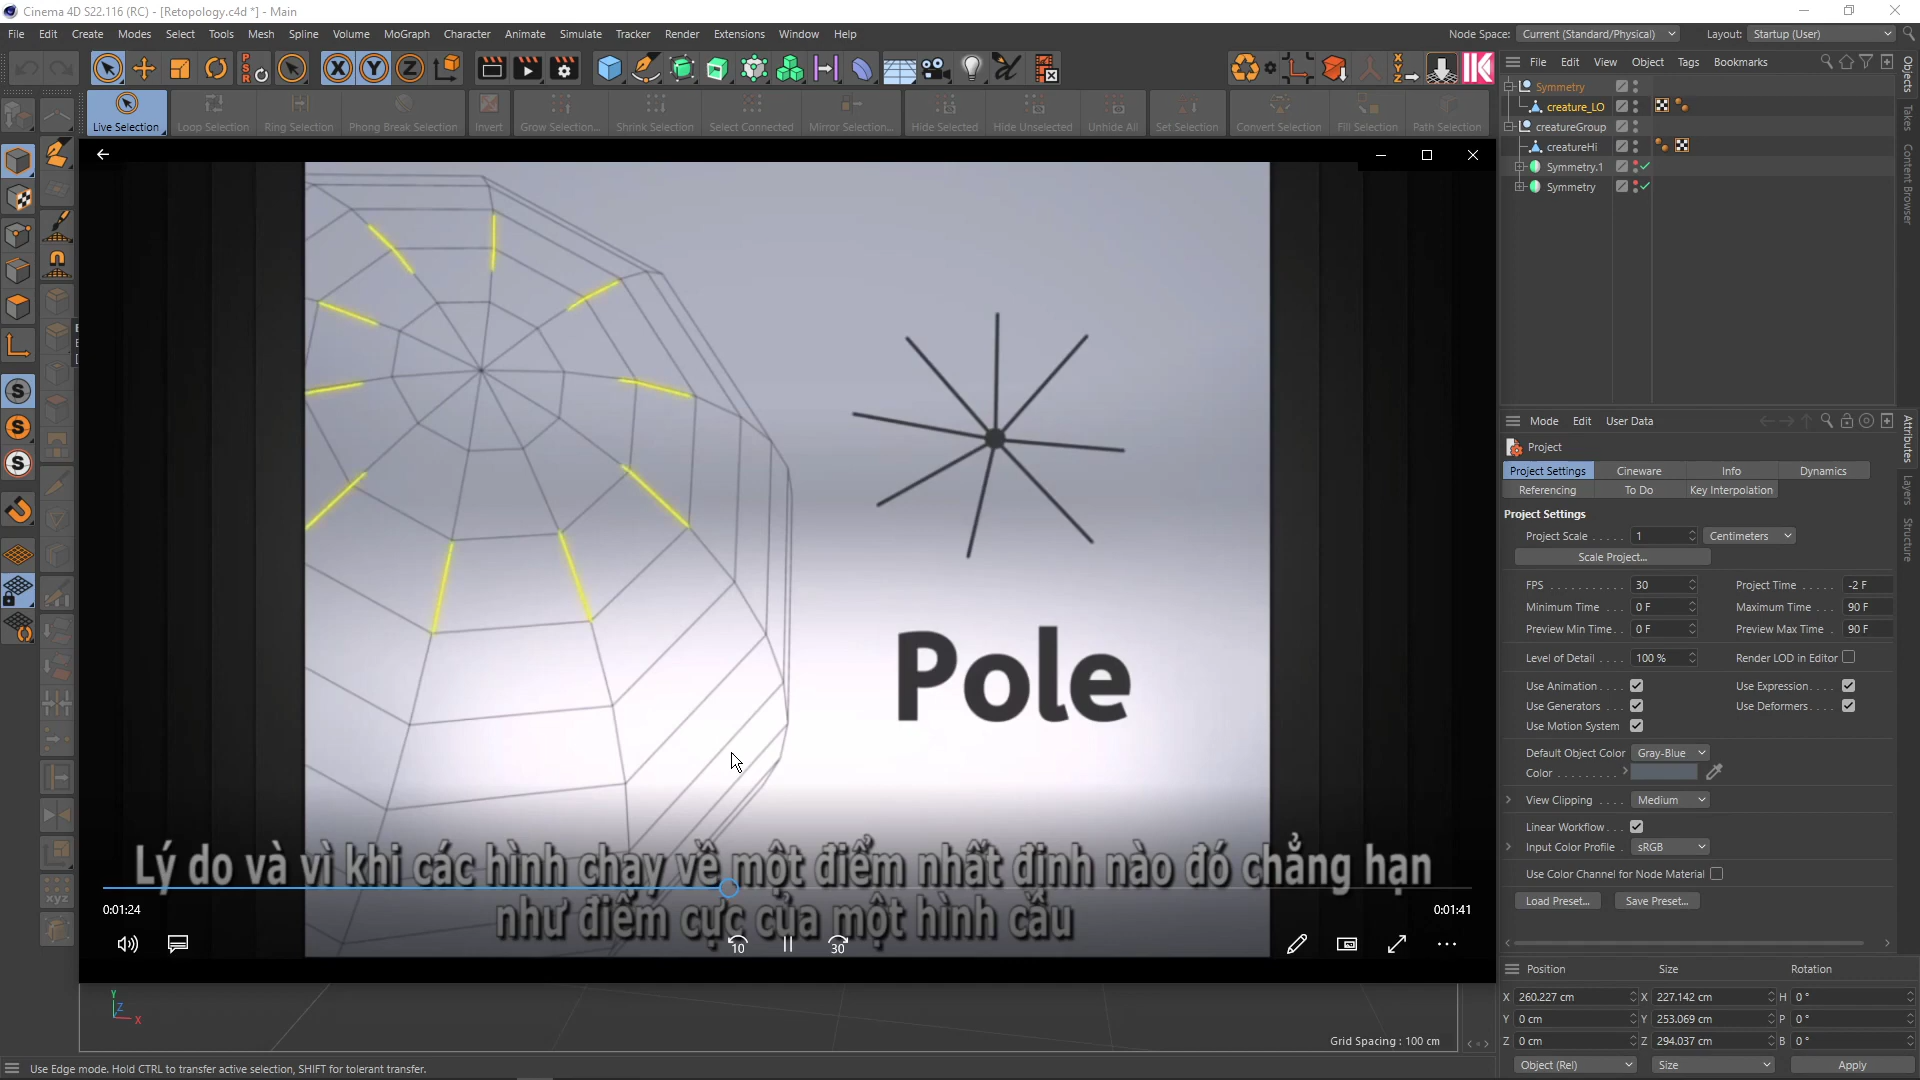 Cinema 4D S22.116 (RC) - [Retopology.c4d *] - Main
File Edit Create Modes Select Tools Mesh Spline Volume MoGraph Character Animate Simulate Tracker Render Extensions Window Help
Node Space: Current (Standard/Physical) Layout: Startup (User)
PSR
X Y Z
Live Selection Loop Selection Ring Selection Phong Break Selection Invert Grow Selection... Shrink Selection Select Connected Mirror Selection... Hide Selected Hide Unselected Unhide All Set Selection Convert Selection Fill Selection Path Selection
File Edit View Object Tags Bookmarks
Symmetry
creature_LO
creatureGroup
creatureHi
Symmetry.1
Symmetry
Objects
Takes
Content Browser
Pole
Lý do và vì khi các hình chạy về một điểm nhất định nào đó chẳng hạn
như điểm cực của một hình cầu
0:01:24
0:01:41
10
30
Mode Edit User Data
Project
Project Settings Cineware Info Dynamics
Referencing To Do Key Interpolation
Project Settings
Project Scale . . . . . 1 Centimeters
Scale Project...
FPS . . . . . . . . . . . 30 Project Time . . . . . -2 F
Minimum Time . . . 0 F Maximum Time . . . 90 F
Preview Min Time. . 0 F Preview Max Time . 90 F
Level of Detail . . . . 100 % Render LOD in Editor
Use Animation . . . . Use Expression. . . . .
Use Generators . . . Use Deformers. . . . .
Use Motion System
Default Object Color Gray-Blue
Color . . . . . . . . .
View Clipping . . . . Medium
Linear Workflow . . .
Input Color Profile . sRGB
Use Color Channel for Node Material
Load Preset... Save Preset...
Attributes
Layers
Structure
Position Size Rotation
X 260.227 cm X 227.142 cm H 0 °
Y 0 cm Y 253.069 cm P 0 °
Z 0 cm Z 294.037 cm B 0 °
Object (Rel) Size Apply
Y
Z
X
Grid Spacing : 100 cm
Use Edge mode. Hold CTRL to transfer active selection, SHIFT for tolerant transfer.